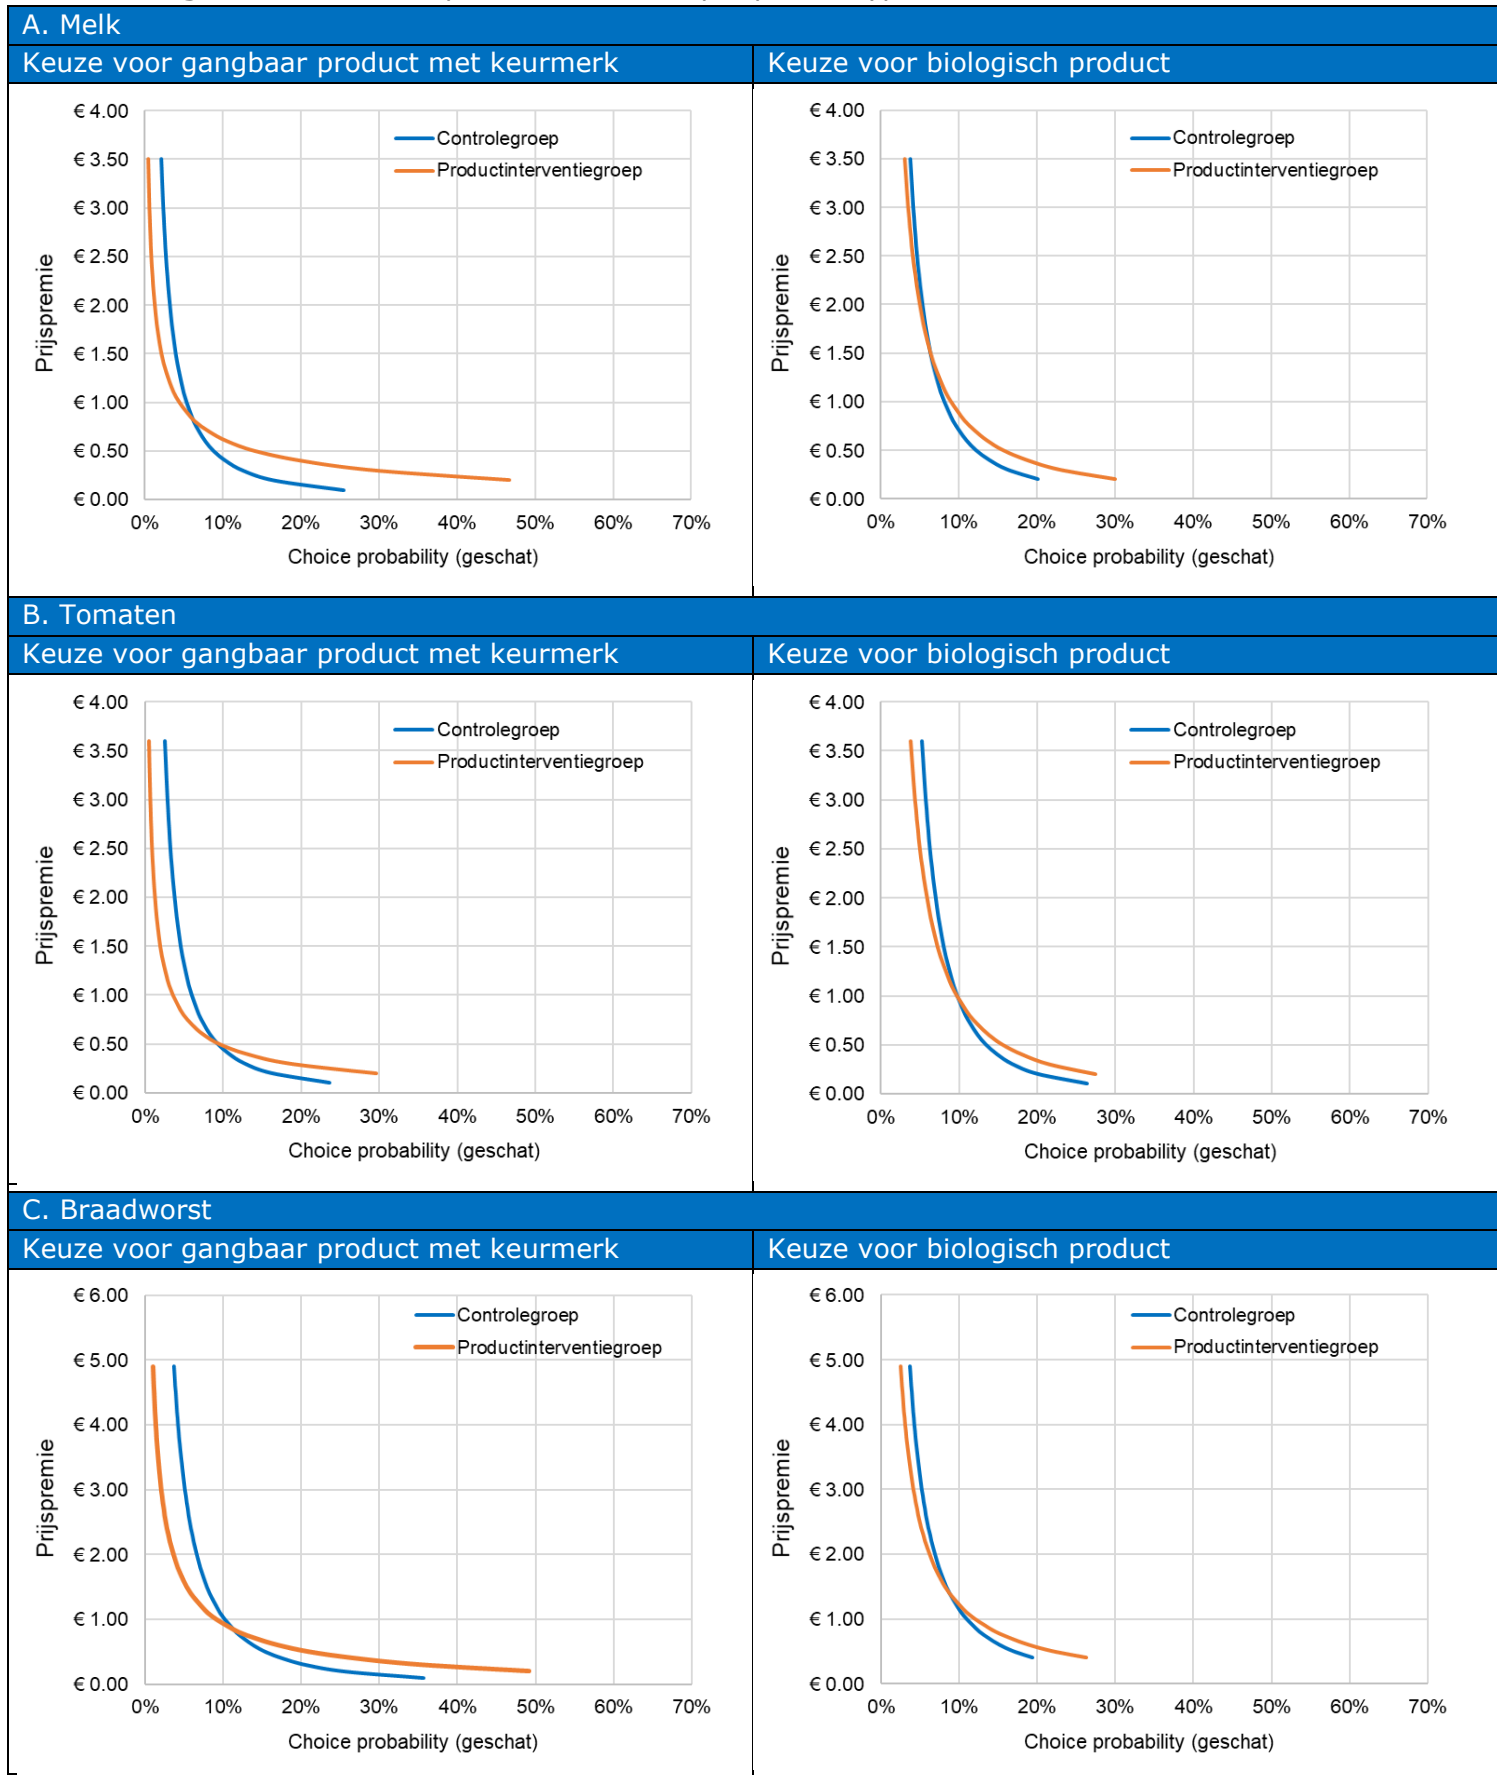 A. Melk
Keuze voor gangbaar product met keurmerk
Keuze voor biologisch product
€ 4.00
€ 3.50
€ 3.00
€ 2.50
€ 2.00
€ 1.50
€ 1.00
€ 0.50
€ 0.00
Prijspremie
Controlegroep
Productinterventiegroep
0% 10% 20% 30% 40% 50% 60% 70%
Choice probability (geschat)
€ 4.00
€ 3.50
€ 3.00
€ 2.50
€ 2.00
€ 1.50
€ 1.00
€ 0.50
€ 0.00
Prijspremie
Controlegroep
Productinterventiegroep
0% 10% 20% 30% 40% 50% 60% 70%
Choice probability (geschat)
B. Tomaten
Keuze voor gangbaar product met keurmerk
Keuze voor biologisch product
€ 4.00
€ 3.50
€ 3.00
€ 2.50
€ 2.00
€ 1.50
€ 1.00
€ 0.50
€ 0.00
Prijspremie
Controlegroep
Productinterventiegroep
0% 10% 20% 30% 40% 50% 60% 70%
Choice probability (geschat)
€ 4.00
€ 3.50
€ 3.00
€ 2.50
€ 2.00
€ 1.50
€ 1.00
€ 0.50
€ 0.00
Prijspremie
Controlegroep
Productinterventiegroep
0% 10% 20% 30% 40% 50% 60% 70%
Choice probability (geschat)
C. Braadworst
Keuze voor gangbaar product met keurmerk
Keuze voor biologisch product
€ 6.00
€ 5.00
€ 4.00
€ 3.00
€ 2.00
€ 1.00
€ 0.00
Prijspremie
Controlegroep
Productinterventiegroep
0% 10% 20% 30% 40% 50% 60% 70%
Choice probability (geschat)
€ 6.00
€ 5.00
€ 4.00
€ 3.00
€ 2.00
€ 1.00
€ 0.00
Prijspremie
Controlegroep
Productinterventiegroep
0% 10% 20% 30% 40% 50% 60% 70%
Choice probability (geschat)